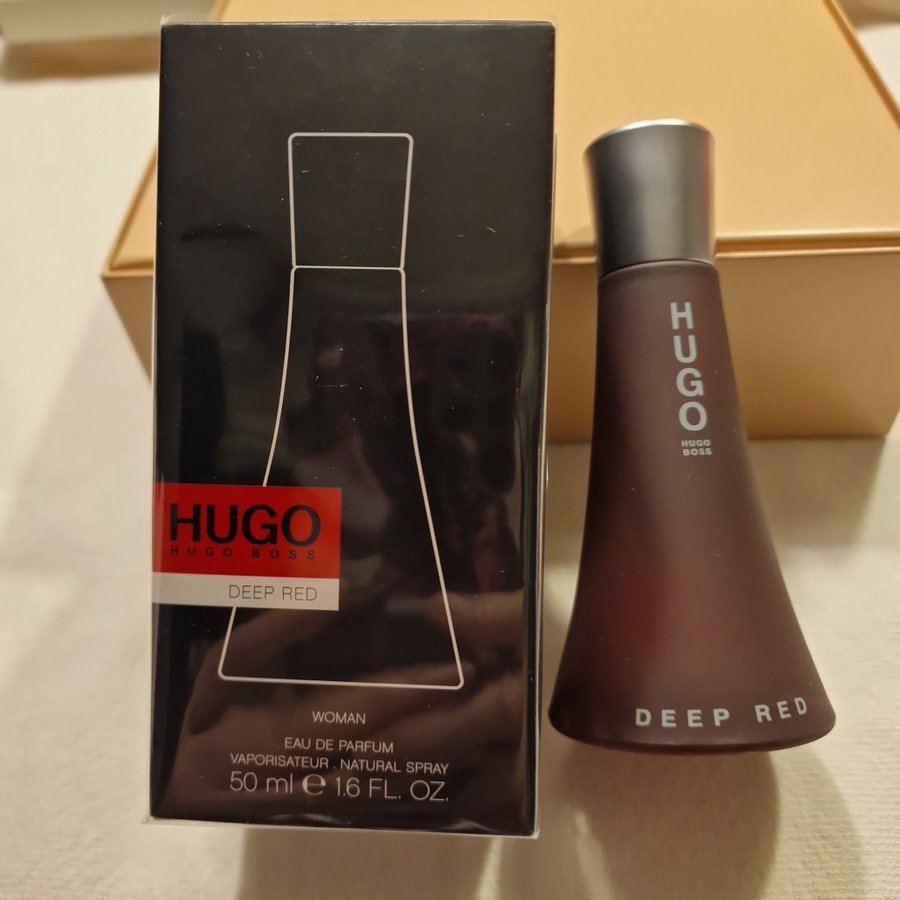 HUGO
HUGO BOSS
DEEP RED
WOMAN
EAU DE PARFUM
VAPORISATEUR . NATURAL SPRAY
50 ml ℮ 1.6 FL. OZ.
HUGO
HUGO
BOSS
DEEP RED